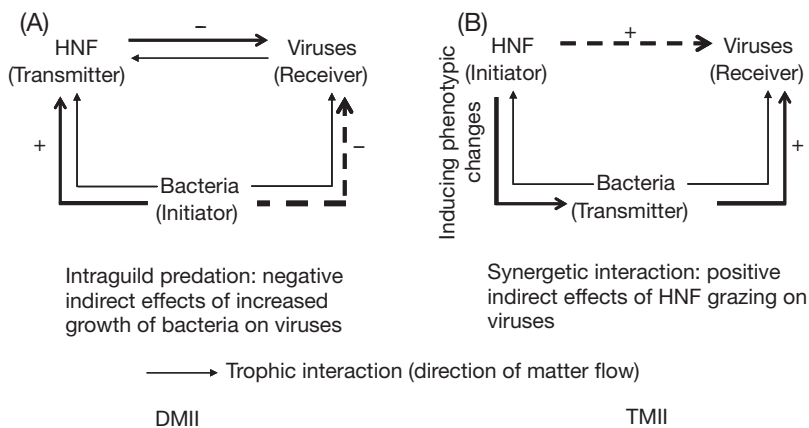 (A)
–
HNF
(Transmitter)
Viruses
(Receiver)
+
–
Bacteria
(Initiator)
Intraguild predation: negative
indirect effects of increased
growth of bacteria on viruses
(B)
+
HNF
(Initiator)
Viruses
(Receiver)
Inducing phenotypic
changes
+
Bacteria
(Transmitter)
Synergetic interaction: positive
indirect effects of HNF grazing on
viruses
Trophic interaction (direction of matter flow)
DMII
TMII